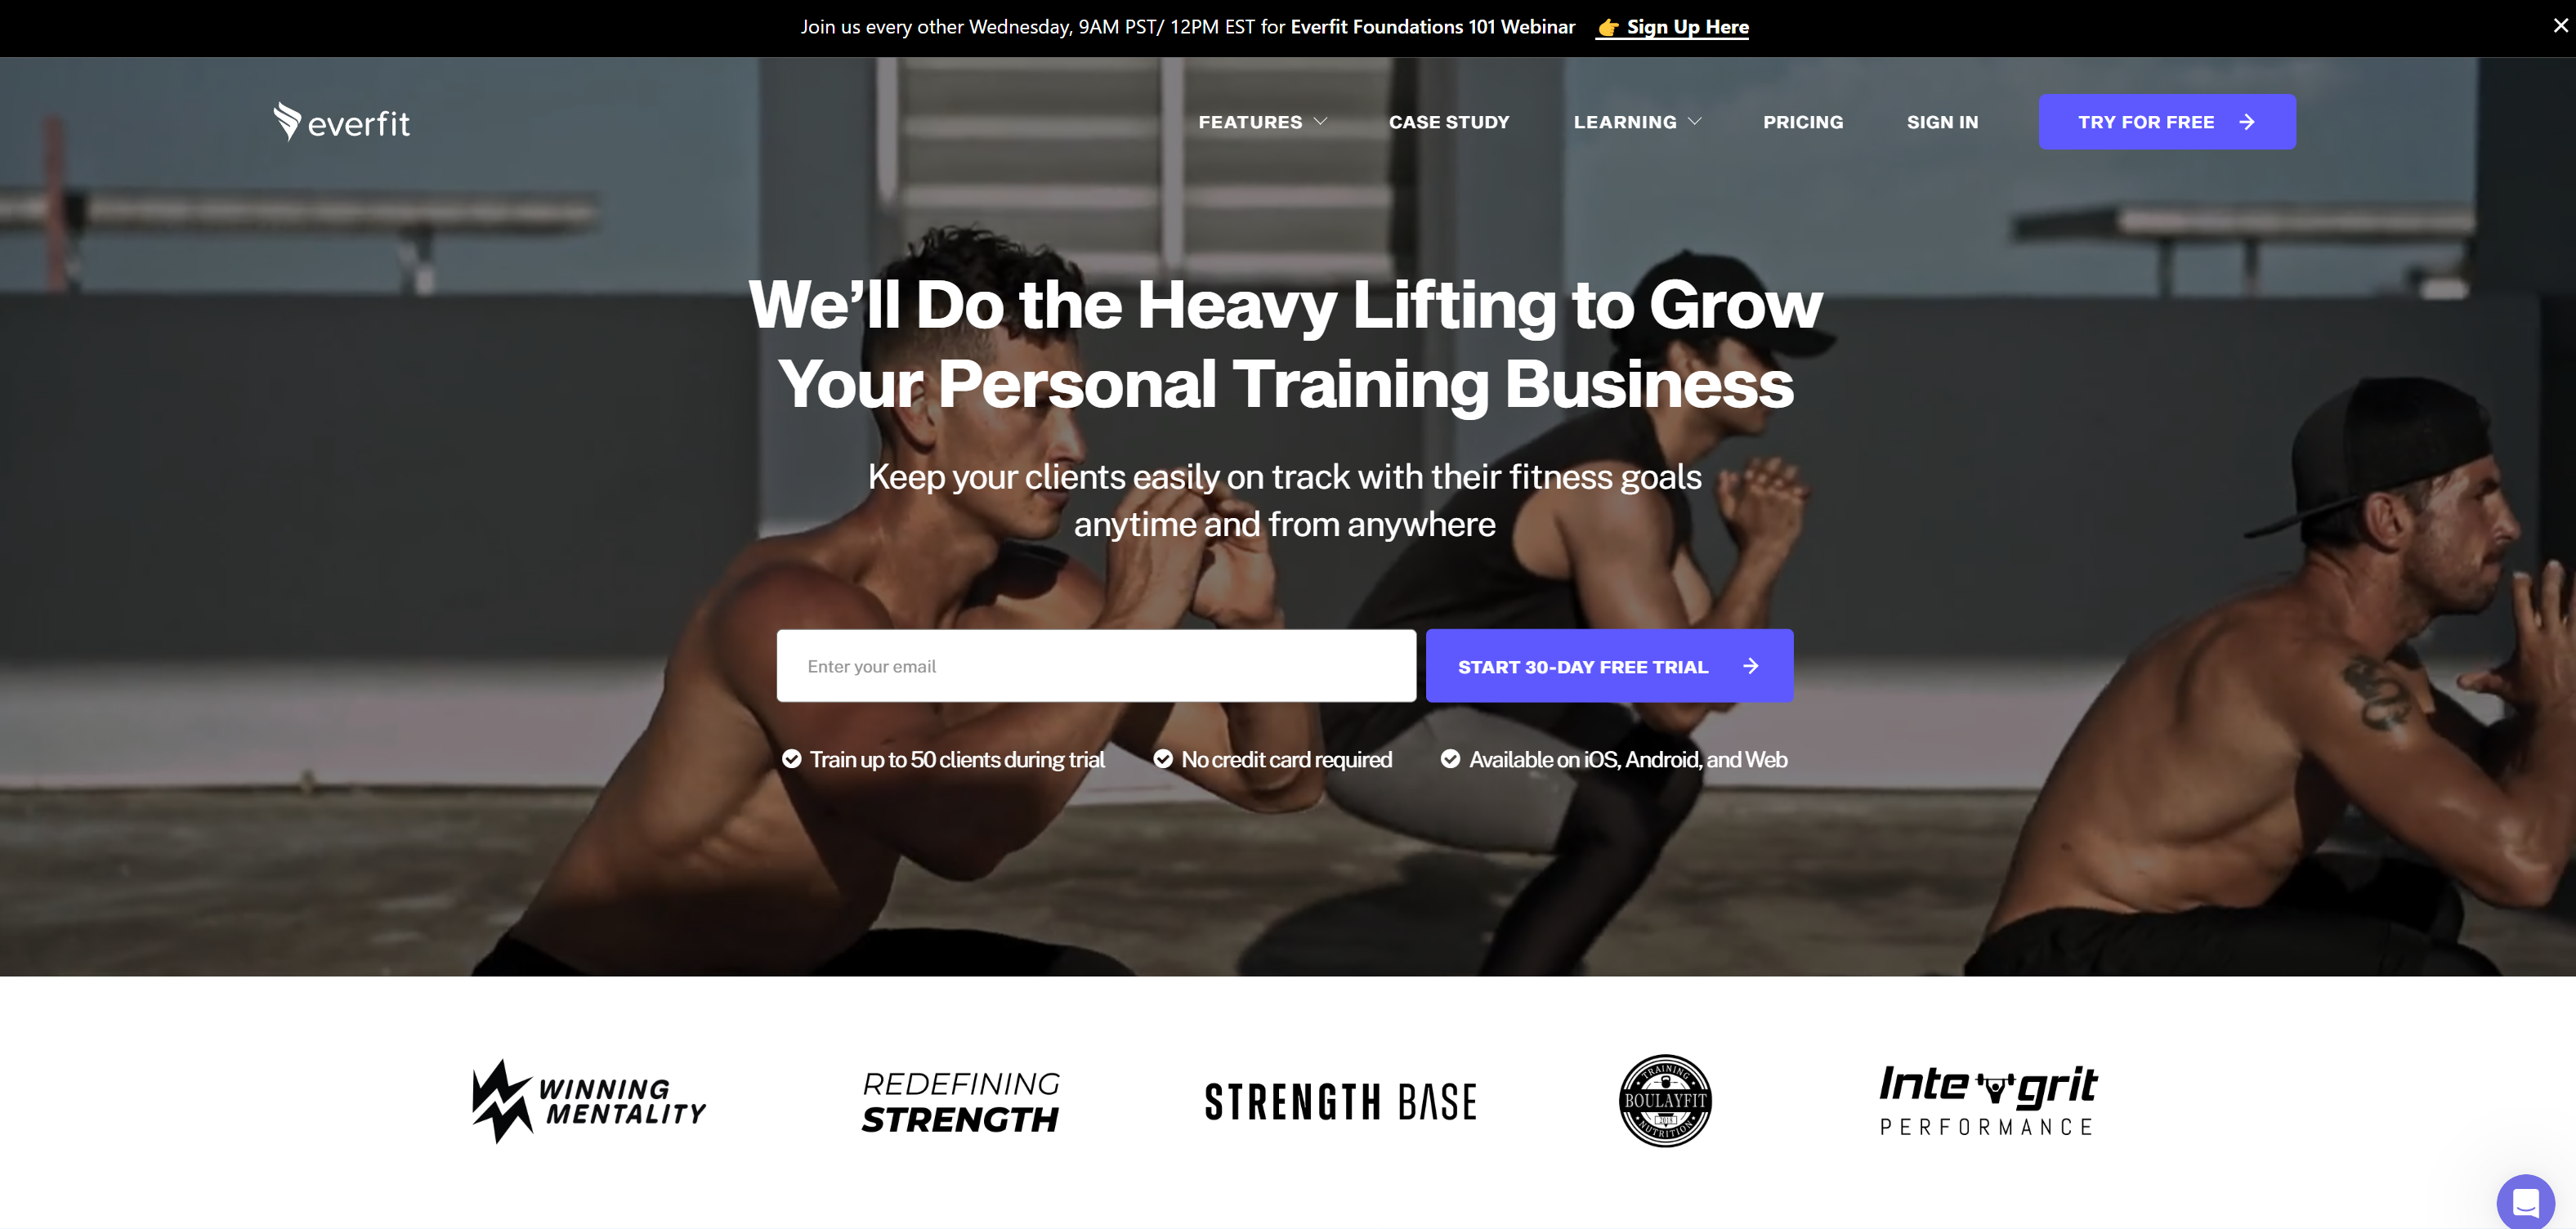 Join us every other Wednesday, 9AM PST/ 12PM EST for Everfit Foundations 101 Webinar 👉 Sign Up Here
everfit
FEATURES CASE STUDY LEARNING PRICING SIGN IN TRY FOR FREE
We’ll Do the Heavy Lifting to Grow
Your Personal Training Business
Keep your clients easily on track with their fitness goals
anytime and from anywhere
Enter your email
START 30-DAY FREE TRIAL
Train up to 50 clients during trial No credit card required Available on iOS, Android, and Web
WINNING
MENTALITY
REDEFINING
STRENGTH
STRENGTH BASE
TRAINING
BOULAYFIT
NUTRITION
Integrit
PERFORMANCE